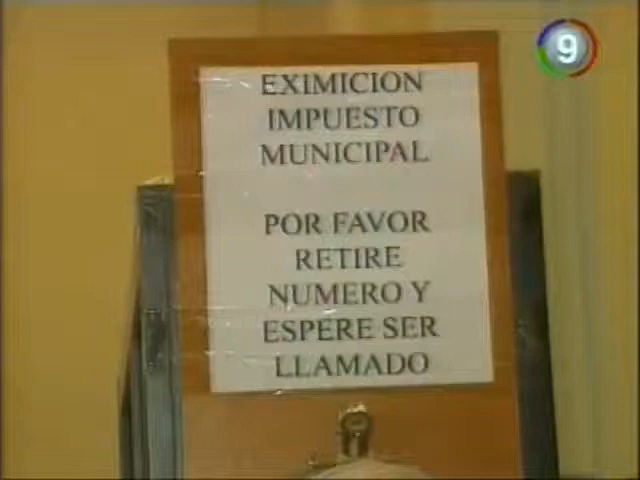 9
EXIMICION
IMPUESTO
MUNICIPAL
POR FAVOR
RETIRE
NUMERO Y
ESPERE SER
LLAMADO